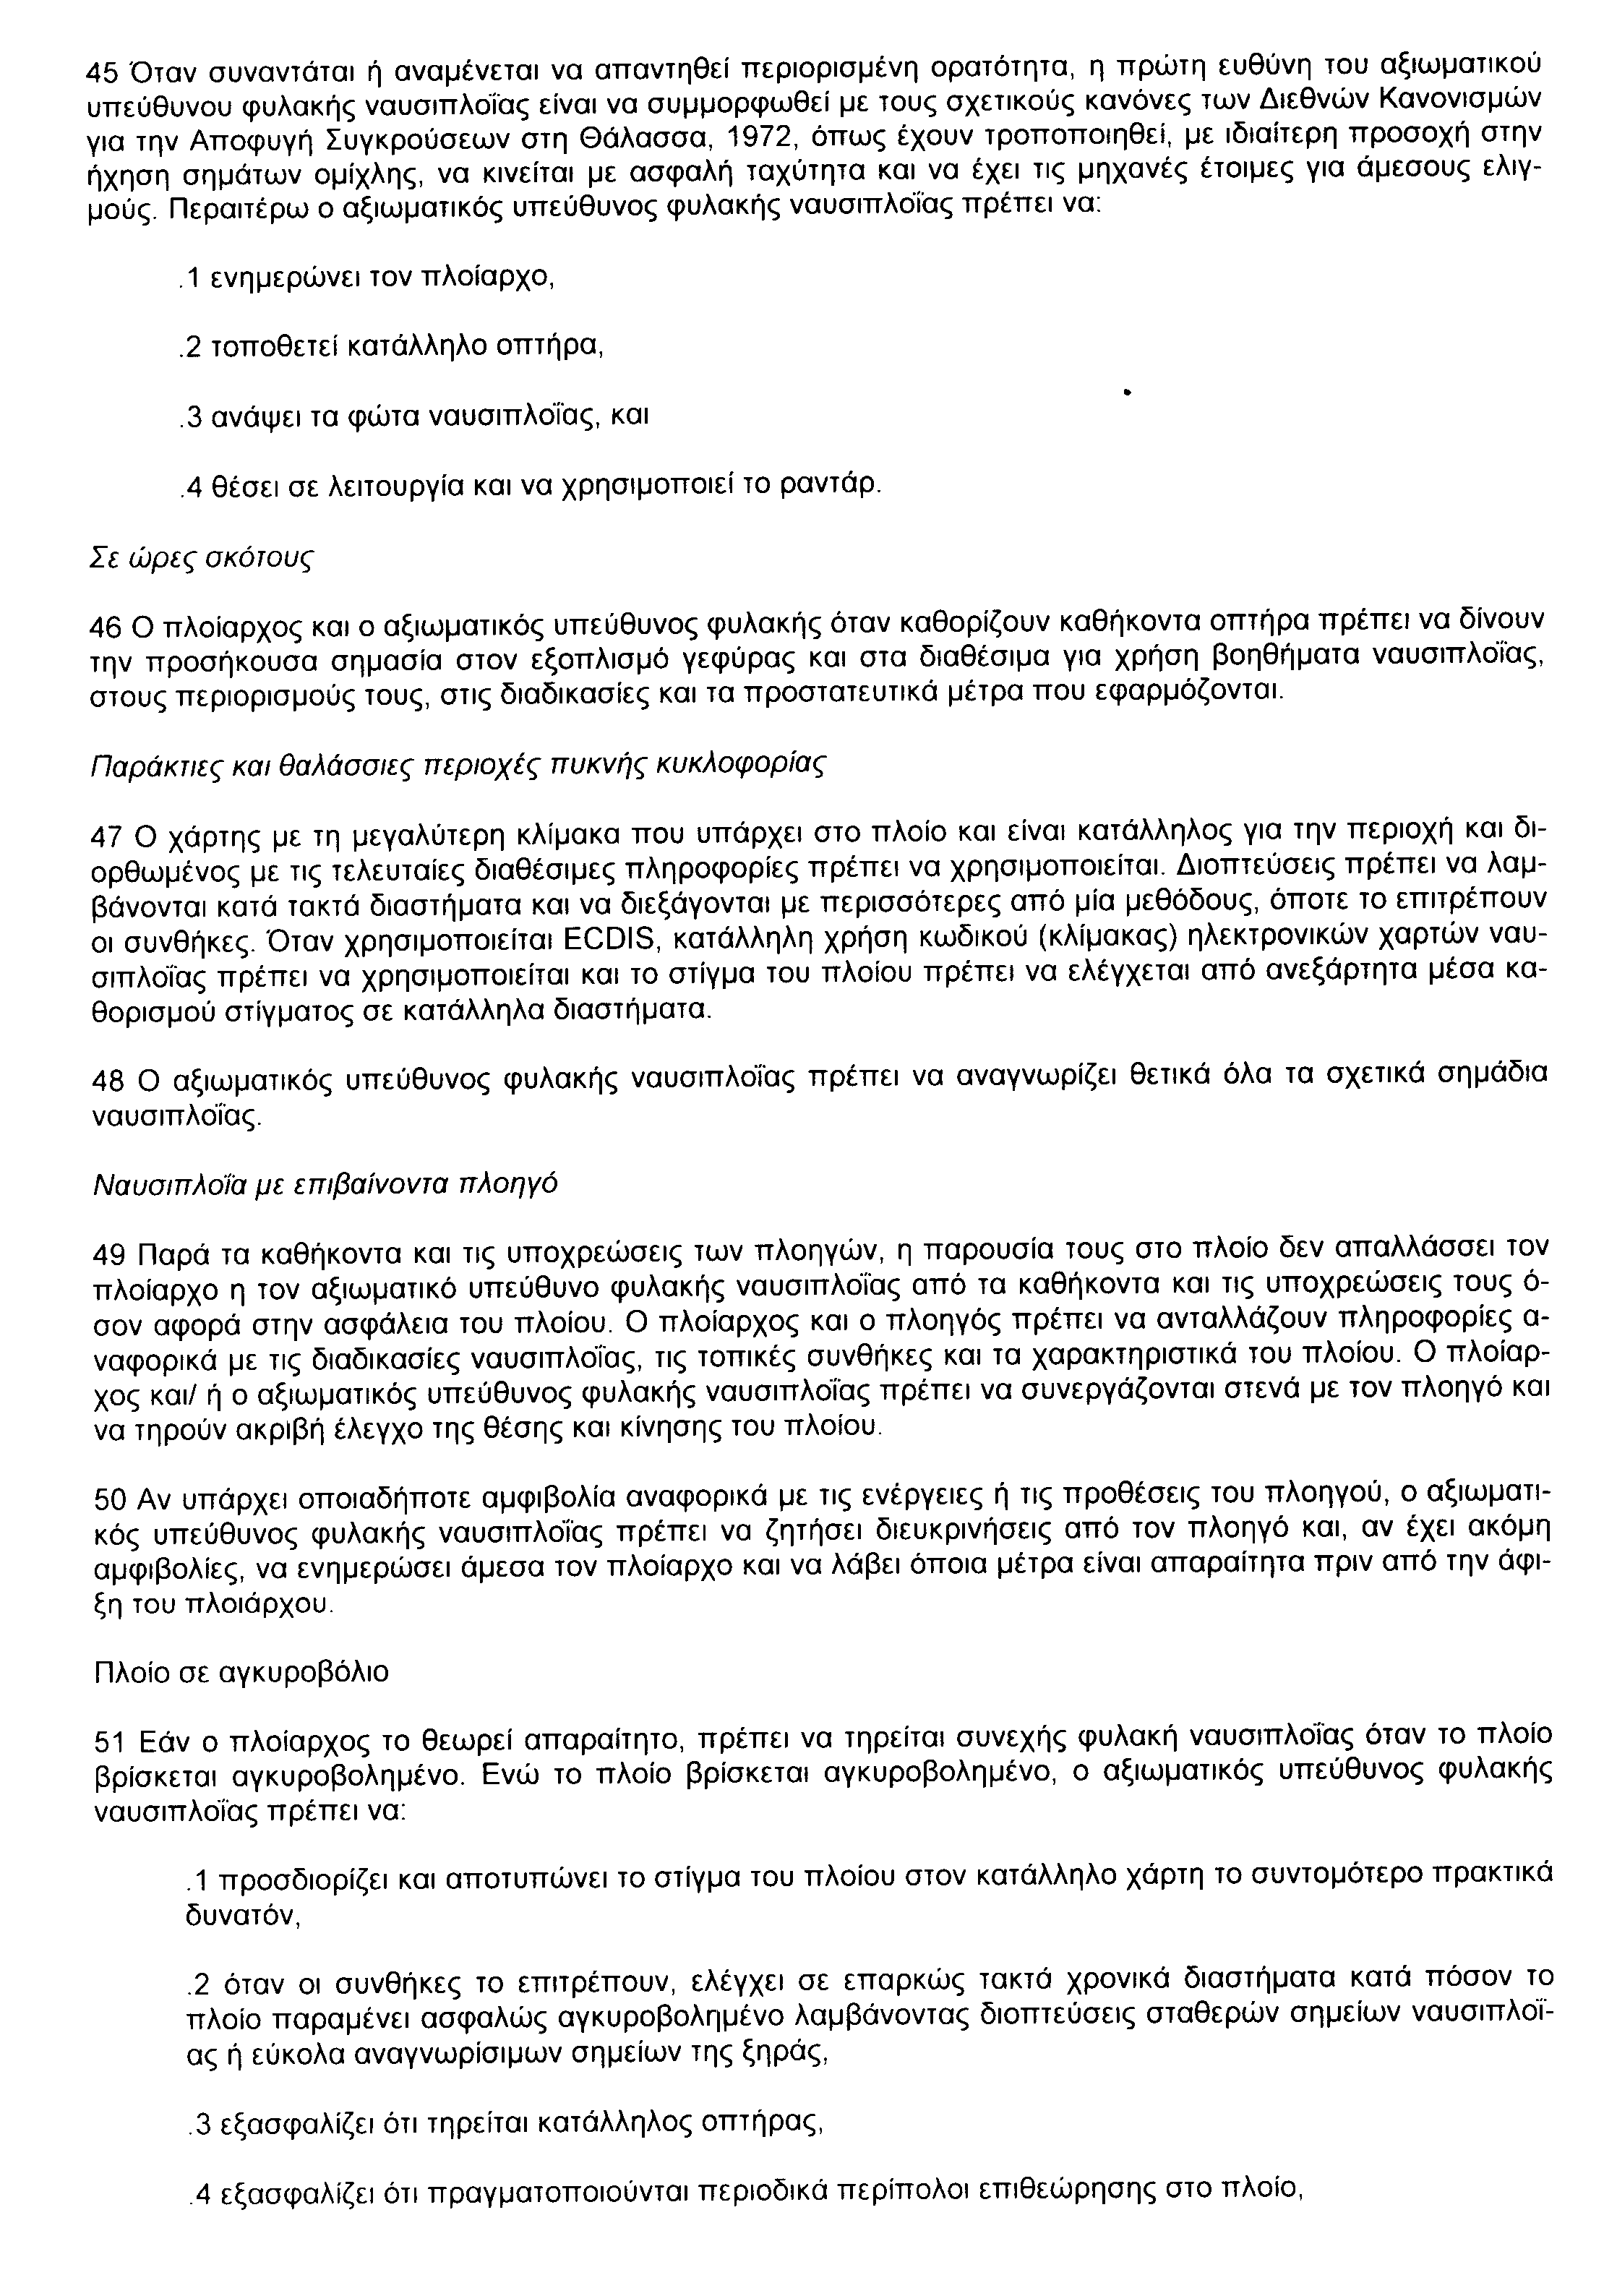 45 Όταν συναντάται ή αναμένεται να απαντηθεί περιορισμένη ορατότητα, η πρώτη ευθύνη του αξιωματικού
υπεύθυνου φυλακής ναυσιπλοΐας είναι να συμμορφωθεί με τους σχετικούς κανόνες των Διεθνών Κανονισμών
για την Αποφυγή Συγκρούσεων στη Θάλασσα, 1972, όπως έχουν τροποποιηθεί, με ιδιαίτερη προσοχή στην
ήχηση σημάτων ομίχλης, να κινείται με ασφαλή ταχύτητα και να έχει τις μηχανές έτοιμες για άμεσους ελιγ-
μούς. Περαιτέρω ο αξιωματικός υπεύθυνος φυλακής ναυσιπλοΐας πρέπει να:
.1 ενημερώνει τον πλοίαρχο,
.2 τοποθετεί κατάλληλο οπτήρα,
.3 ανάψει τα φώτα ναυσιπλοΐας, και
.4 θέσει σε λειτουργία και να χρησιμοποιεί το ραντάρ.
Σε ώρες σκότους
46 Ο πλοίαρχος και ο αξιωματικός υπεύθυνος φυλακής όταν καθορίζουν καθήκοντα οπτήρα πρέπει να δίνουν
την προσήκουσα σημασία στον εξοπλισμό γεφύρας και στα διαθέσιμα για χρήση βοηθήματα ναυσιπλοΐας,
στους περιορισμούς τους, στις διαδικασίες και τα προστατευτικά μέτρα που εφαρμόζονται.
Παράκτιες και θαλάσσιες περιοχές πυκνής κυκλοφορίας
47 Ο χάρτης με τη μεγαλύτερη κλίμακα που υπάρχει στο πλοίο και είναι κατάλληλος για την περιοχή και δι-
ορθωμένος με τις τελευταίες διαθέσιμες πληροφορίες πρέπει να χρησιμοποιείται. Διοπτεύσεις πρέπει να λαμ-
βάνονται κατά τακτά διαστήματα και να διεξάγονται με περισσότερες από μία μεθόδους, όποτε το επιτρέπουν
οι συνθήκες. Όταν χρησιμοποιείται ECDIS, κατάλληλη χρήση κωδικού (κλίμακας) ηλεκτρονικών χαρτών ναυ-
σιπλοΐας πρέπει να χρησιμοποιείται και το στίγμα του πλοίου πρέπει να ελέγχεται από ανεξάρτητα μέσα κα-
θορισμού στίγματος σε κατάλληλα διαστήματα.
48 Ο αξιωματικός υπεύθυνος φυλακής ναυσιπλοΐας πρέπει να αναγνωρίζει θετικά όλα τα σχετικά σημάδια
ναυσιπλοΐας.
Ναυσιπλοΐα με επιβαίνοντα πλοηγό
49 Παρά τα καθήκοντα και τις υποχρεώσεις των πλοηγών, η παρουσία τους στο πλοίο δεν απαλλάσσει τον
πλοίαρχο η τον αξιωματικό υπεύθυνο φυλακής ναυσιπλοΐας από τα καθήκοντα και τις υποχρεώσεις τους ό-
σον αφορά στην ασφάλεια του πλοίου. Ο πλοίαρχος και ο πλοηγός πρέπει να ανταλλάζουν πληροφορίες α-
ναφορικά με τις διαδικασίες ναυσιπλοΐας, τις τοπικές συνθήκες και τα χαρακτηριστικά του πλοίου. Ο πλοίαρ-
χος και/ ή ο αξιωματικός υπεύθυνος φυλακής ναυσιπλοΐας πρέπει να συνεργάζονται στενά με τον πλοηγό και
να τηρούν ακριβή έλεγχο της θέσης και κίνησης του πλοίου.
50 Αν υπάρχει οποιαδήποτε αμφιβολία αναφορικά με τις ενέργειες ή τις προθέσεις του πλοηγού, ο αξιωματι-
κός υπεύθυνος φυλακής ναυσιπλοΐας πρέπει να ζητήσει διευκρινήσεις από τον πλοηγό και, αν έχει ακόμη
αμφιβολίες, να ενημερώσει άμεσα τον πλοίαρχο και να λάβει όποια μέτρα είναι απαραίτητα πριν από την άφι-
ξη του πλοιάρχου.
Πλοίο σε αγκυροβόλιο
51 Εάν ο πλοίαρχος το θεωρεί απαραίτητο, πρέπει να τηρείται συνεχής φυλακή ναυσιπλοΐας όταν το πλοίο
βρίσκεται αγκυροβολημένο. Ενώ το πλοίο βρίσκεται αγκυροβολημένο, ο αξιωματικός υπεύθυνος φυλακής
ναυσιπλοΐας πρέπει να:
.1 προσδιορίζει και αποτυπώνει το στίγμα του πλοίου στον κατάλληλο χάρτη το συντομότερο πρακτικά
δυνατόν,
.2 όταν οι συνθήκες το επιτρέπουν, ελέγχει σε επαρκώς τακτά χρονικά διαστήματα κατά πόσον το
πλοίο παραμένει ασφαλώς αγκυροβολημένο λαμβάνοντας διοπτεύσεις σταθερών σημείων ναυσιπλοΐ-
ας ή εύκολα αναγνωρίσιμων σημείων της ξηράς,
.3 εξασφαλίζει ότι τηρείται κατάλληλος οπτήρας,
.4 εξασφαλίζει ότι πραγματοποιούνται περιοδικά περίπολοι επιθεώρησης στο πλοίο,